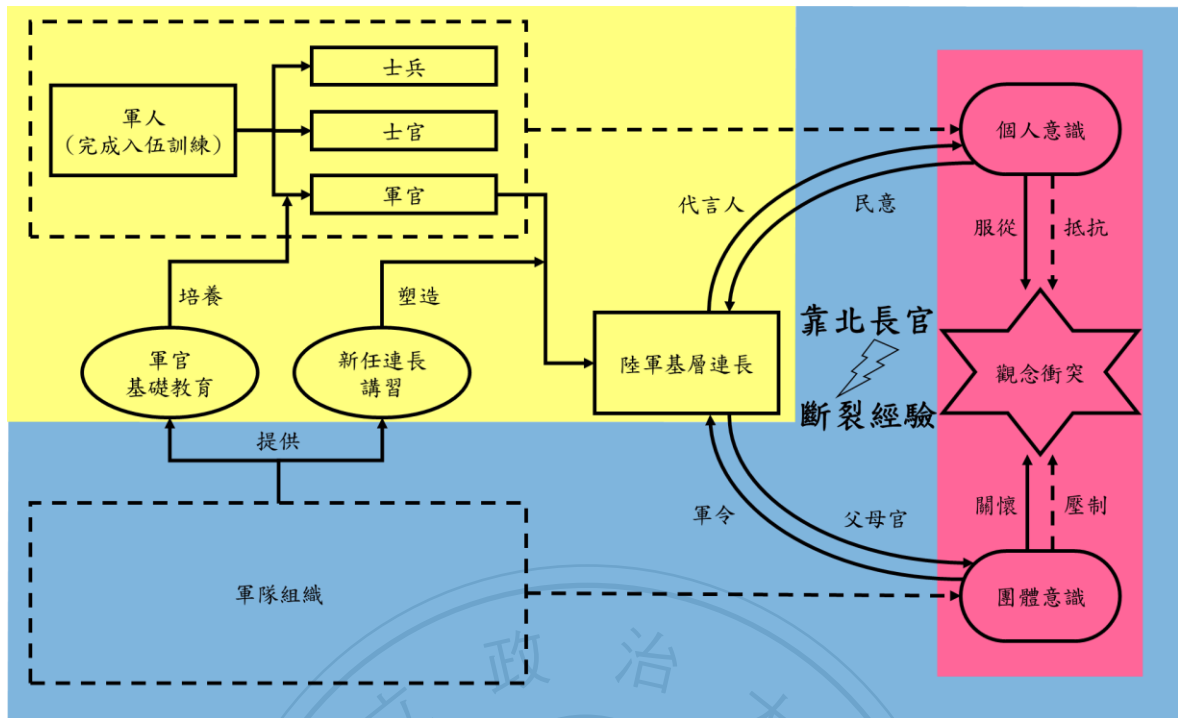 士兵
軍人
(完成入伍訓練)
士官
個人意識
軍官
代言人
民意
服從
抵抗
培養
塑造
靠北長官
軍官
基礎教育
新任連長
講習
陸軍基層連長
觀念衝突
斷裂經驗
提供
軍令
父母官
關懷
壓制
軍隊組織
團體意識
政治